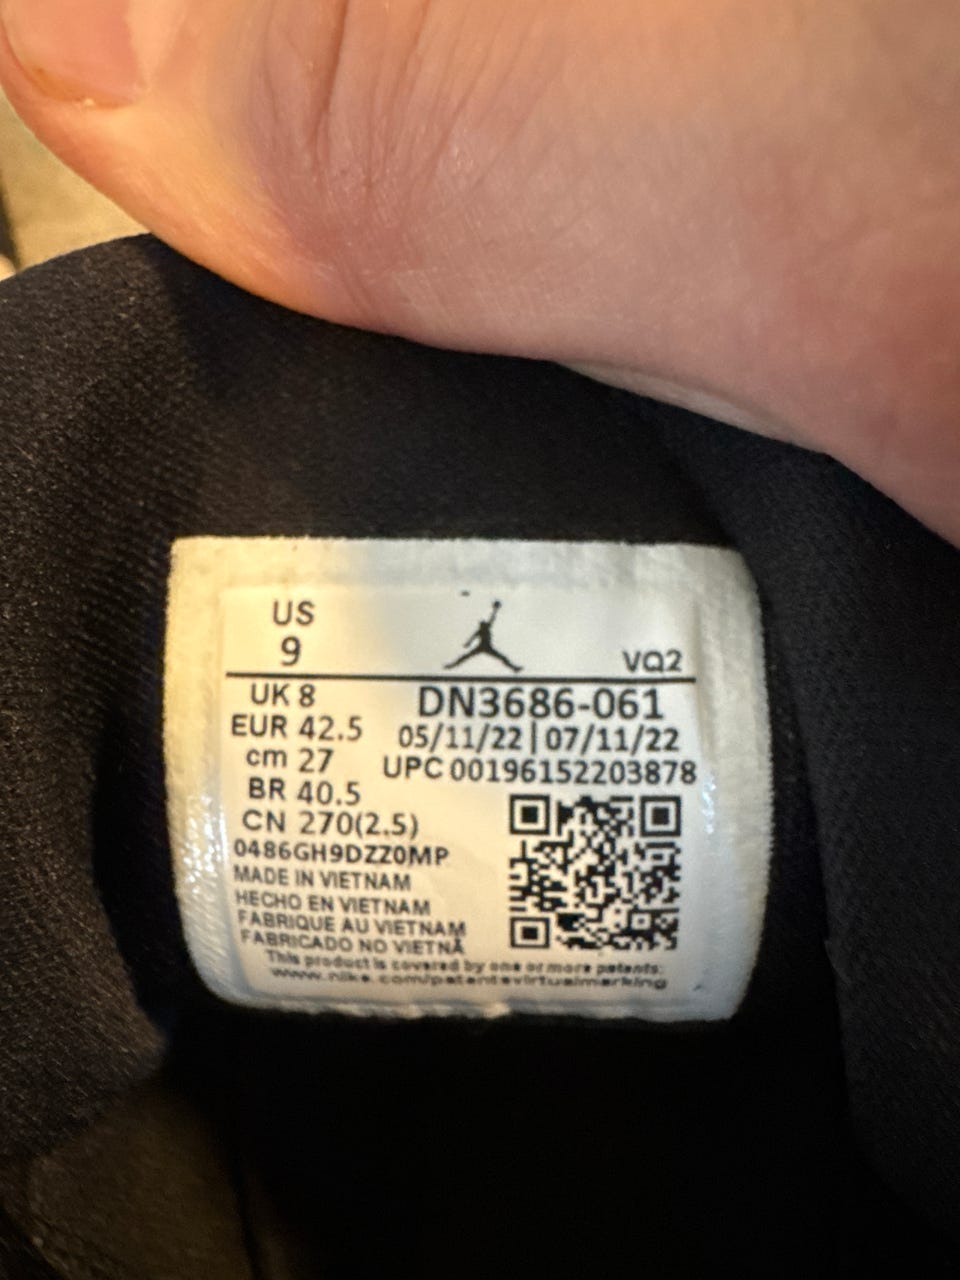 US
9
VQ2
UK 8
EUR 42.5
cm 27
BR 40.5
CN 270(2.5)
0486GH9DZZ0MP
MADE IN VIETNAM
HECHO EN VIETNAM
FABRIQUE AU VIETNAM
FABRICADO NO VIETNÃ
DN3686-061
05/11/22 | 07/11/22
UPC 00196152203878
This product is covered by one or more patents:
www.nike.com/patentsvirtualmarking